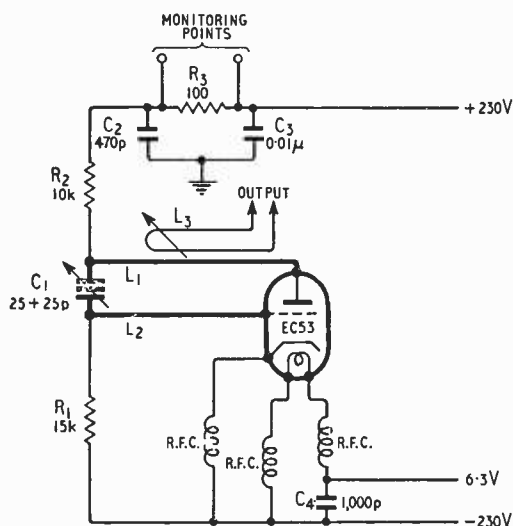 MONITORING
POINTS
R3
100
+230V
C2
470p
C3
0·01μ
R2
10k
OUTPUT
L3
C1
25+25p
L1
L2
EC53
R1
15k
R.F.C.
R.F.C.
R.F.C.
6·3V
C4
1,000p
-230V